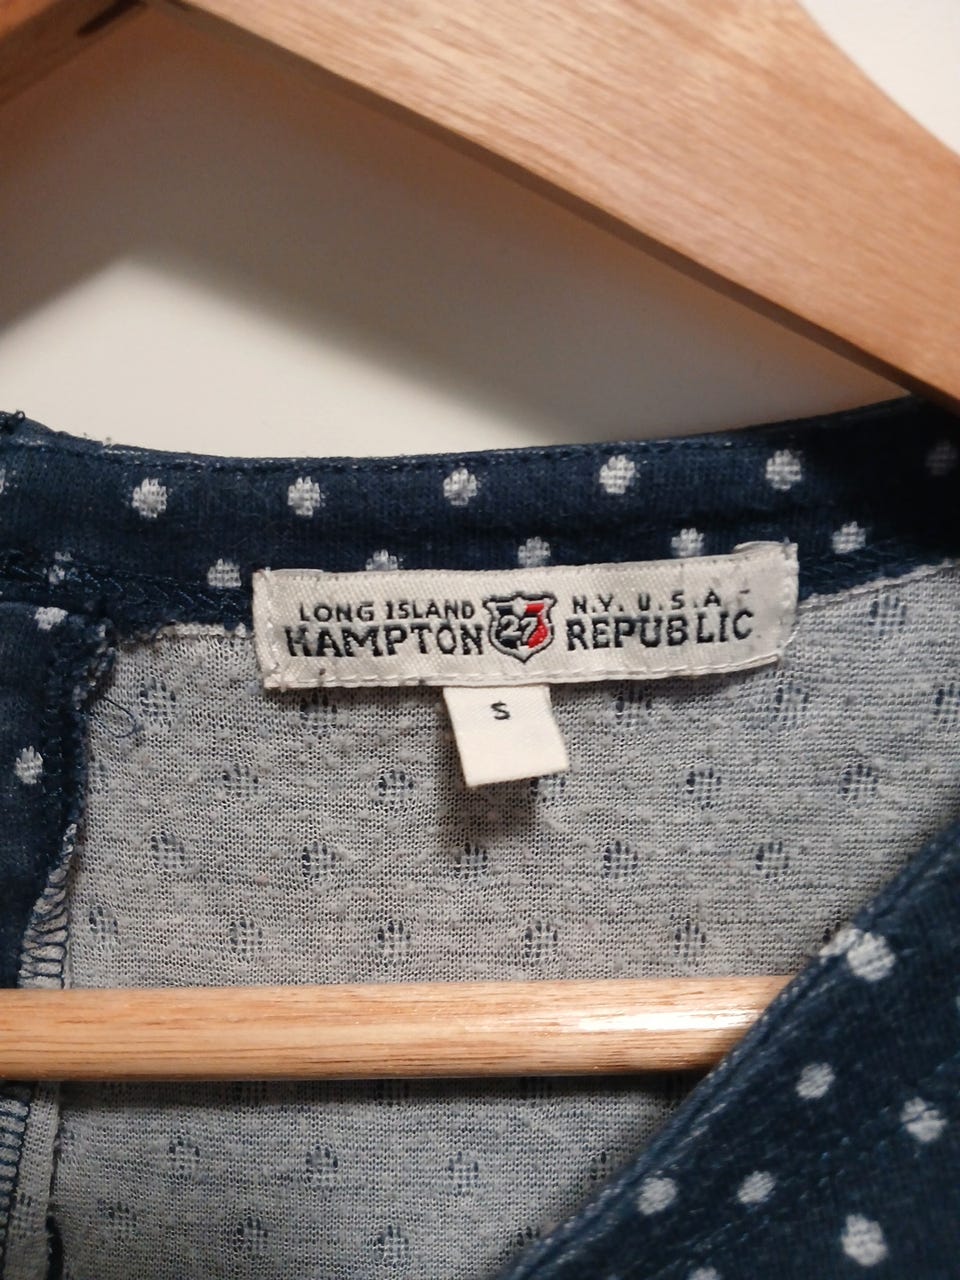 LONG ISLAND 27 N.Y. U.S.A
HAMPTON REPUBLIC
S